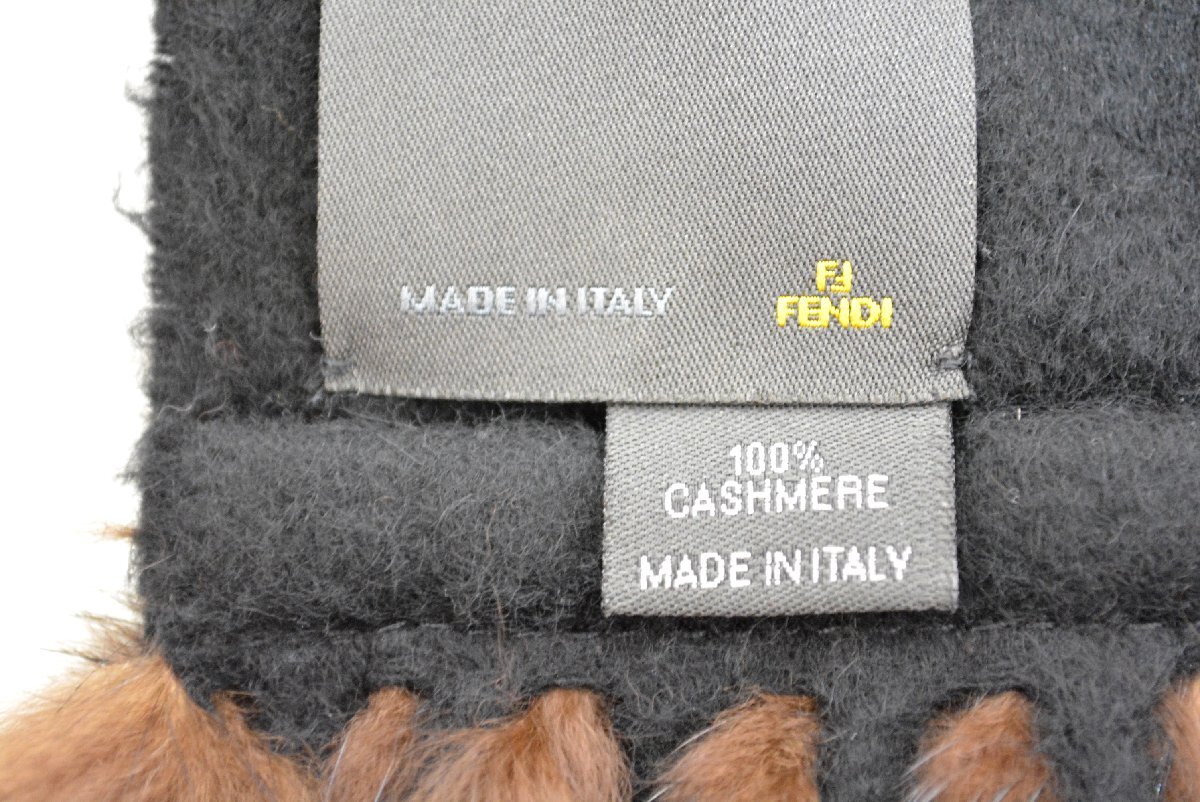 MADE IN ITALY
FF
FENDI
100%
CASHMERE
MADE IN ITALY